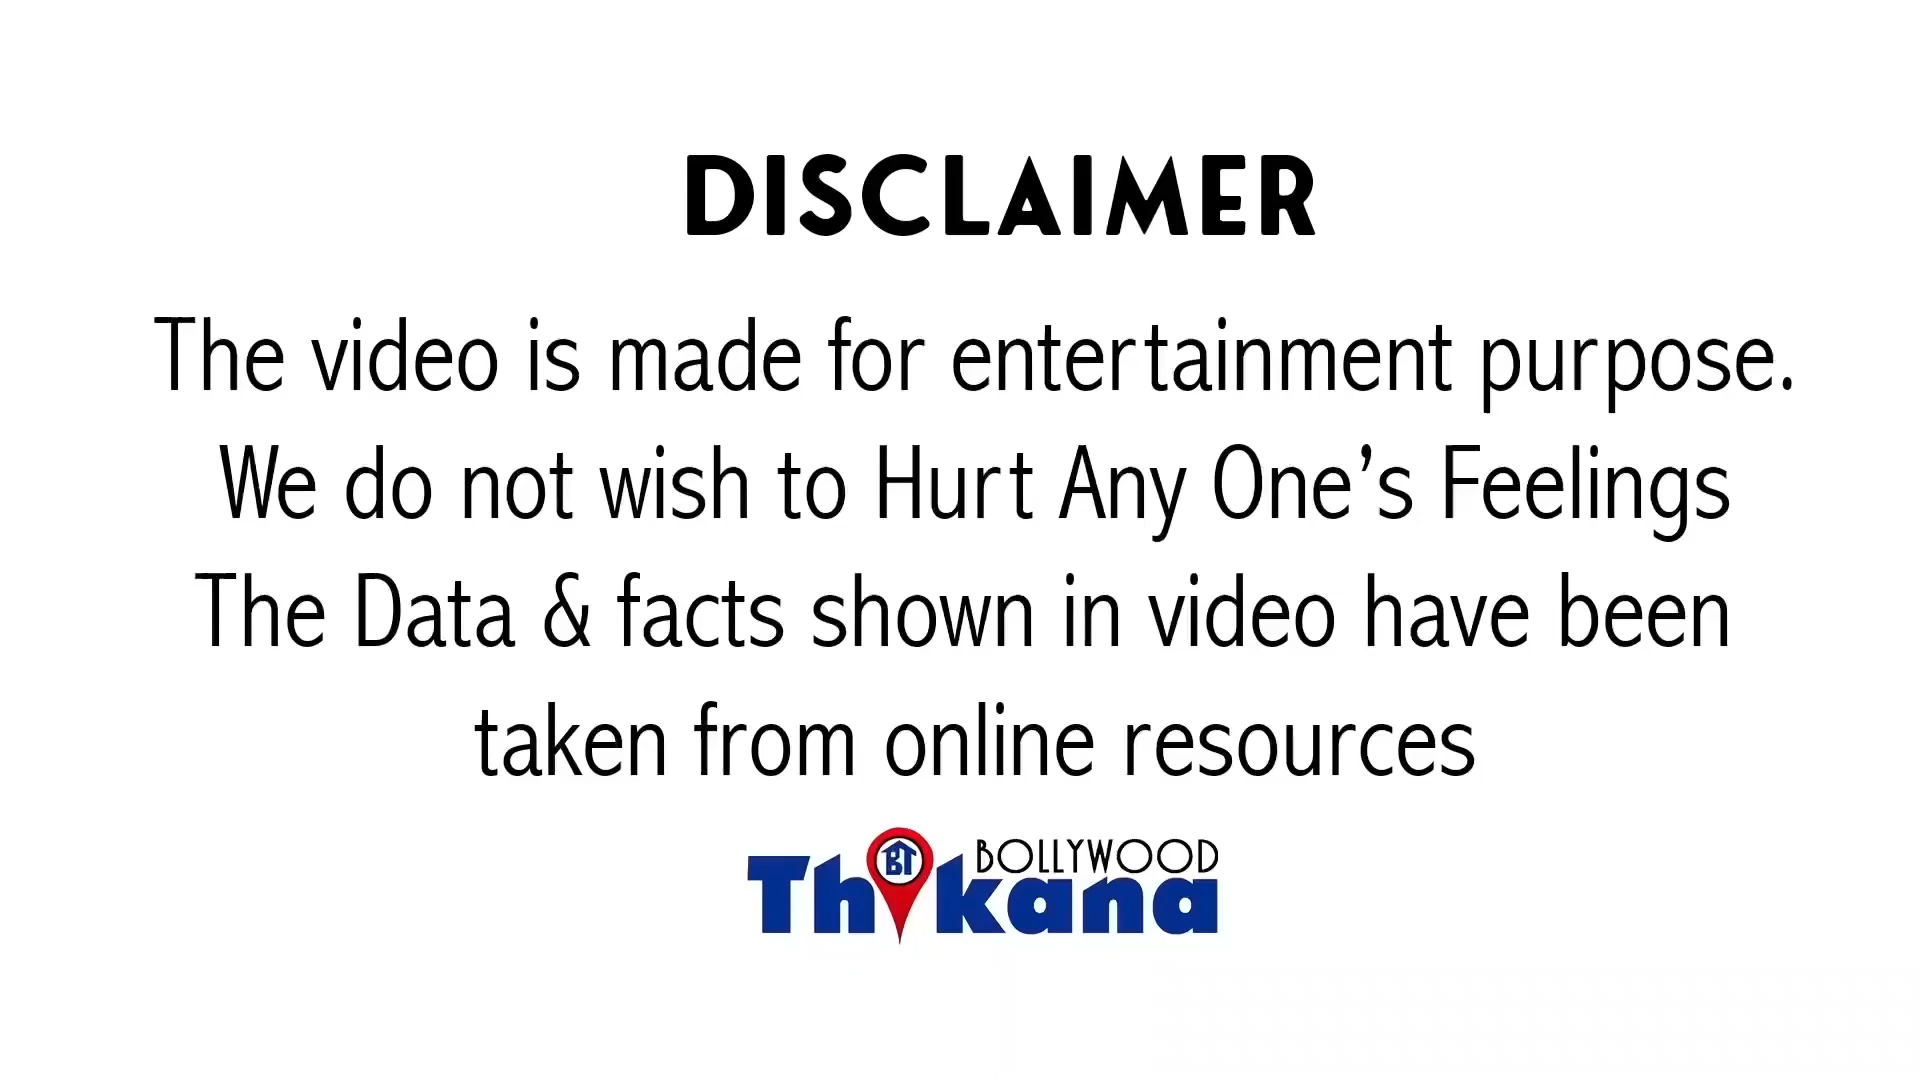 DISCLAIMER
The video is made for entertainment purpose.
We do not wish to Hurt Any One’s Feelings
The Data & facts shown in video have been
taken from online resources
BOLLYWOOD
BT
Thikana